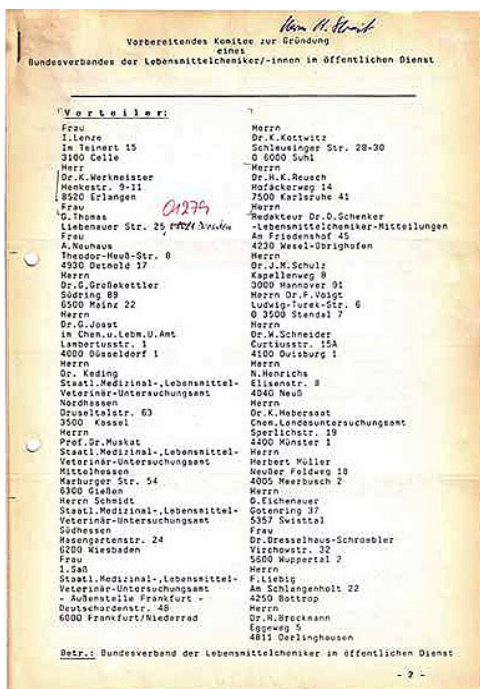 Herrn H. Streit
Vorbereitendes Komitee zur Gründung
eines
Bundesverbandes der Lebensmittelchemiker/-innen im öffentlichen Dienst
Verteiler:
Frau
I.Lenze
Im Teinert 15
3100 Celle
Herr
Dr.K.Werkmeister
Henkestr. 9-11
8520 Erlangen
Frau
01279
G.Thomas
Liebenauer Str. 25, Dresden
Frau
A.Neuhaus
Theodor-Heuß-Str. 8
4930 Detmold 17
Herrn
Dr.G.Großekettler
Südring 89
6500 Mainz 22
Herrn
Dr.G.Joast
im Chem.u.Lebm.U.Amt
Lambertusstr. 1
4000 Düsseldorf 1
Herrn
Dr. Keding
Staatl.Medizinal-,Lebensmittel-
Veterinär-Untersuchungsamt
Nordhessen
Druseltalstr. 63
3500 Kassel
Herrn
Prof.Dr.Muskat
Staatl.Medizinal-,Lebensmittel-
Veterinär-Untersuchungsamt
Mittelhessen
Marburger Str. 54
6300 Gießen
Herrn Schmidt
Staatl.Medizinal-,Lebensmittel-
Veterinär-Untersuchungsamt
Südhessen
Hasengartenstr. 24
6200 Wiesbaden
Frau
I.Saß
Staatl.Medizinal-,Lebensmittel-
Veterinär-Untersuchungsamt
- Außenstelle Frankfurt -
Deutschordenstr. 48
6000 Frankfurt/Niederrad
Herrn
Dr.K.Kottwitz
Schleusinger Str. 28-30
O 6000 Suhl
Herrn
Dr.H.K.Reusch
Hofäckerweg 14
7500 Karlsruhe 41
Herrn
Redakteur Dr.D.Schenker
-Lebensmittelchemiker-Mitteilungen
Am Friedenshof 45
4230 Wesel-Obrighofen
Herrn
Dr.J.M.Schulz
Kapellenweg 8
3000 Hannover 91
Herrn Dr.F.Voigt
Ludwig-Turek-Str. 6
O 3500 Stendal 7
Herrn
Dr.W.Schneider
Curtiusstr. 15A
4100 Duisburg 1
Herrn
N.Henrichs
Elisenstr. 8
4040 Neuß
Herrn
Dr.K.Habersaat
Chem.Landesuntersuchungsamt
Sperlichstr. 19
4400 Münster 1
Herrn
Herbert Müller
Neußer Feldweg 18
4005 Meerbusch 2
Herrn
G.Eichenauer
Gotenring 37
5357 Swisttal
Frau
Dr.Dresselhaus-Schroebler
Virchowstr. 32
5600 Wuppertal 2
Herrn
F.Liebig
Am Schlangenholt 22
4250 Bottrop
Herrn
Dr.H.Brockmann
Eggeweg 5
4811 Oerlinghausen
Betr.: Bundesverband der Lebensmittelchemiker im öffentlichen Dienst
- 2 -